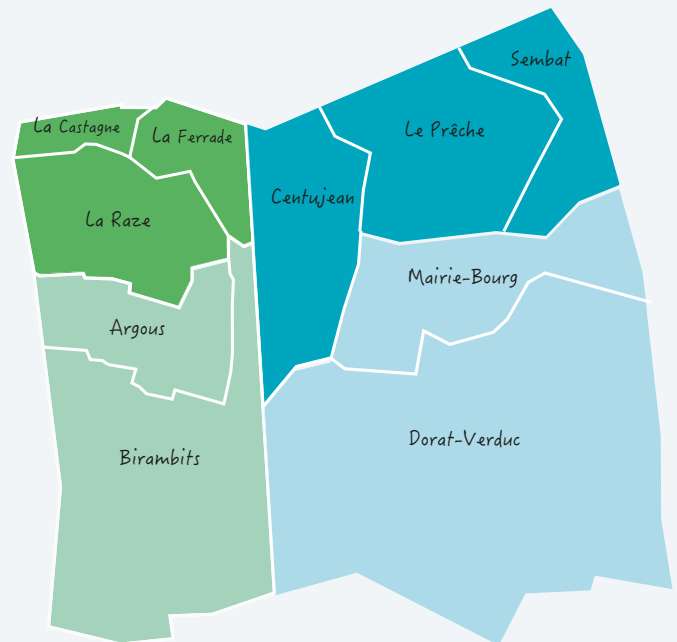 Sembat
La Castagne
La Ferrade
Le Prêche
Centujean
La Raze
Mairie-Bourg
Argous
Dorat-Verduc
Birambits